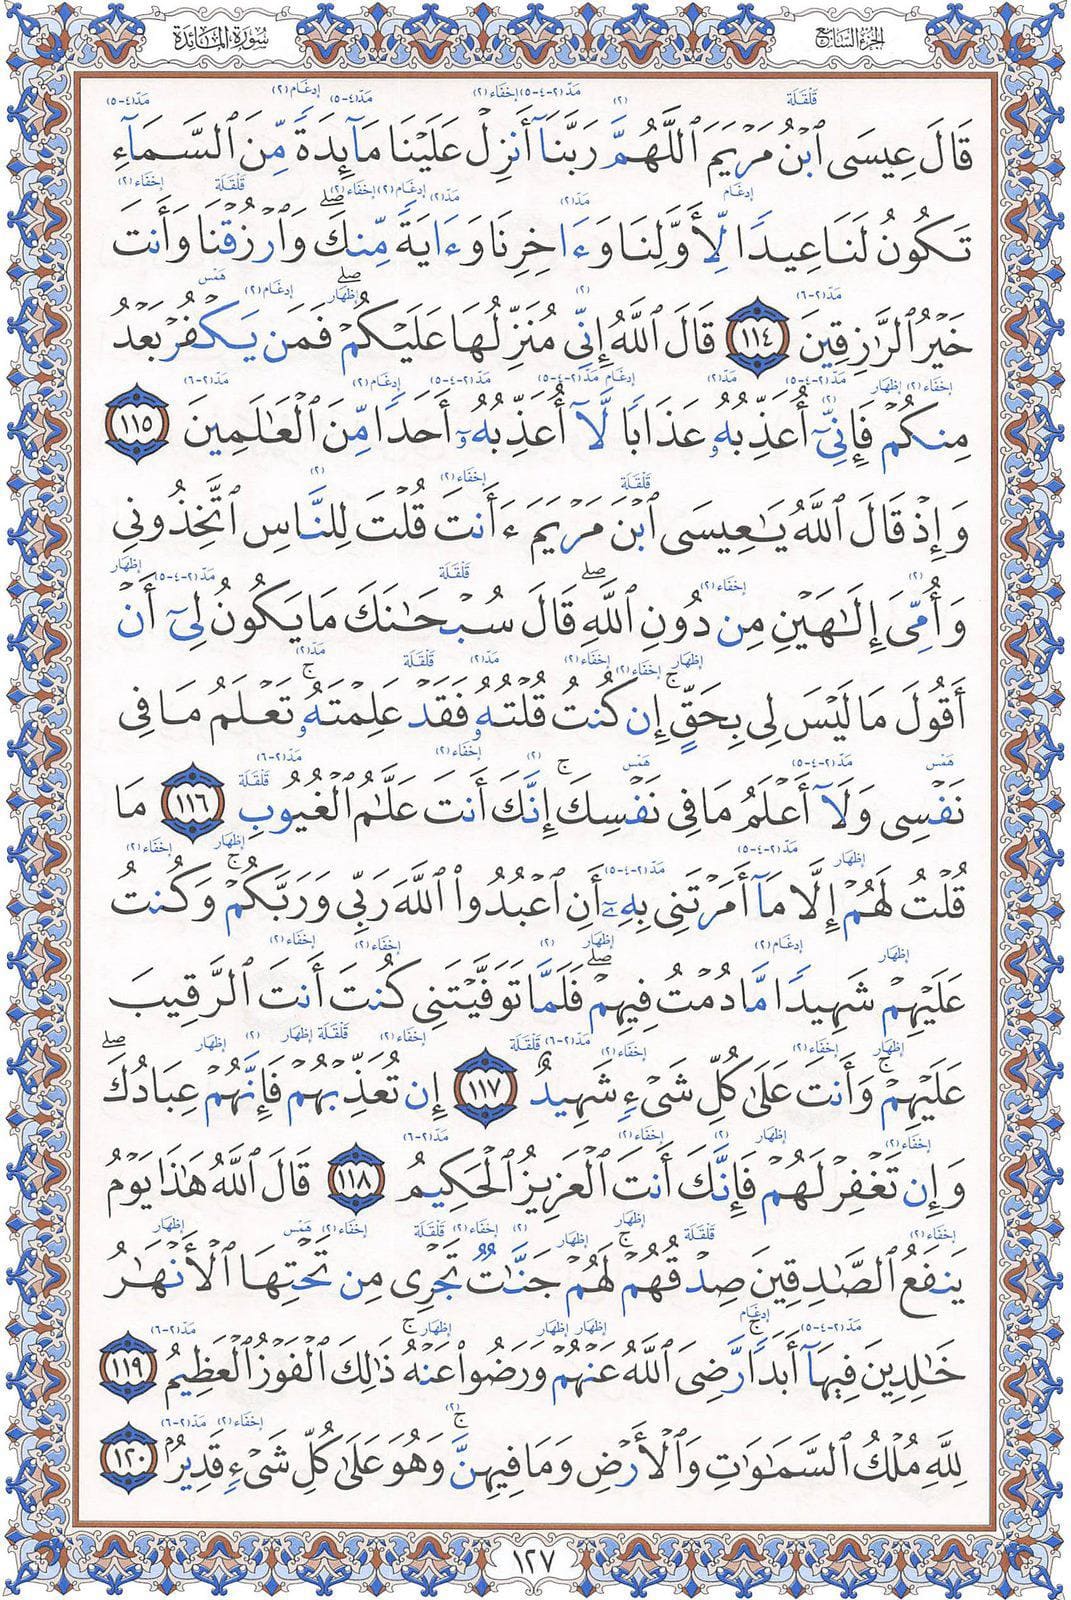 الجزء السابع
سورة المائدة
قَالَ عِيسَى ٱبْنُ مَرْيَمَ ٱللَّهُمَّ رَبَّنَآ أَنزِلْ عَلَيْنَا مَآئِدَةً مِّنَ ٱلسَّمَآءِ
تَكُونُ لَنَا عِيدًا لِّأَوَّلِنَا وَءَاخِرِنَا وَءَايَةً مِّنكَ ۖ وَٱرْزُقْنَا وَأَنتَ
خَيْرُ ٱلرَّٰزِقِينَ ١١٤ قَالَ ٱللَّهُ إِنِّى مُنَزِّلُهَا عَلَيْكُمْ ۖ فَمَن يَكْفُرْ بَعْدُ
مِنكُمْ فَإِنِّىٓ أُعَذِّبُهُۥ عَذَابًا لَّآ أُعَذِّبُهُۥٓ أَحَدًا مِّنَ ٱلْعَٰلَمِينَ ١١٥
وَإِذْ قَالَ ٱللَّهُ يَٰعِيسَى ٱبْنَ مَرْيَمَ ءَأَنتَ قُلْتَ لِلنَّاسِ ٱتَّخِذُونِى
وَأُمِّىَ إِلَٰهَيْنِ مِن دُونِ ٱللَّهِ ۖ قَالَ سُبْحَٰنَكَ مَا يَكُونُ لِىٓ أَنْ
أَقُولَ مَا لَيْسَ لِى بِحَقٍّ ۚ إِن كُنتُ قُلْتُهُۥ فَقَدْ عَلِمْتَهُۥ ۚ تَعْلَمُ مَا فِى
نَفْسِى وَلَآ أَعْلَمُ مَا فِى نَفْسِكَ ۚ إِنَّكَ أَنتَ عَلَّٰمُ ٱلْغُيُوبِ ١١٦ مَا
قُلْتُ لَهُمْ إِلَّا مَآ أَمَرْتَنِى بِهِۦٓ أَنِ ٱعْبُدُوا۟ ٱللَّهَ رَبِّى وَرَبَّكُمْ ۚ وَكُنتُ
عَلَيْهِمْ شَهِيدًا مَّا دُمْتُ فِيهِمْ ۖ فَلَمَّا تَوَفَّيْتَنِى كُنتَ أَنتَ ٱلرَّقِيبَ
عَلَيْهِمْ ۚ وَأَنتَ عَلَىٰ كُلِّ شَىْءٍ شَهِيدٌ ١١٧ إِن تُعَذِّبْهُمْ فَإِنَّهُمْ عِبَادُكَ ۖ
وَإِن تَغْفِرْ لَهُمْ فَإِنَّكَ أَنتَ ٱلْعَزِيزُ ٱلْحَكِيمُ ١١٨ قَالَ ٱللَّهُ هَٰذَا يَوْمُ
يَنفَعُ ٱلصَّٰدِقِينَ صِدْقُهُمْ ۚ لَهُمْ جَنَّٰتٌ تَجْرِى مِن تَحْتِهَا ٱلْأَنْهَٰرُ
خَٰلِدِينَ فِيهَآ أَبَدًا ۚ رَّضِىَ ٱللَّهُ عَنْهُمْ وَرَضُوا۟ عَنْهُ ۚ ذَٰلِكَ ٱلْفَوْزُ ٱلْعَظِيمُ ١١٩
لِلَّهِ مُلْكُ ٱلسَّمَٰوَٰتِ وَٱلْأَرْضِ وَمَا فِيهِنَّ ۚ وَهُوَ عَلَىٰ كُلِّ شَىْءٍ قَدِيرٌۢ ١٢٠
١٢٧